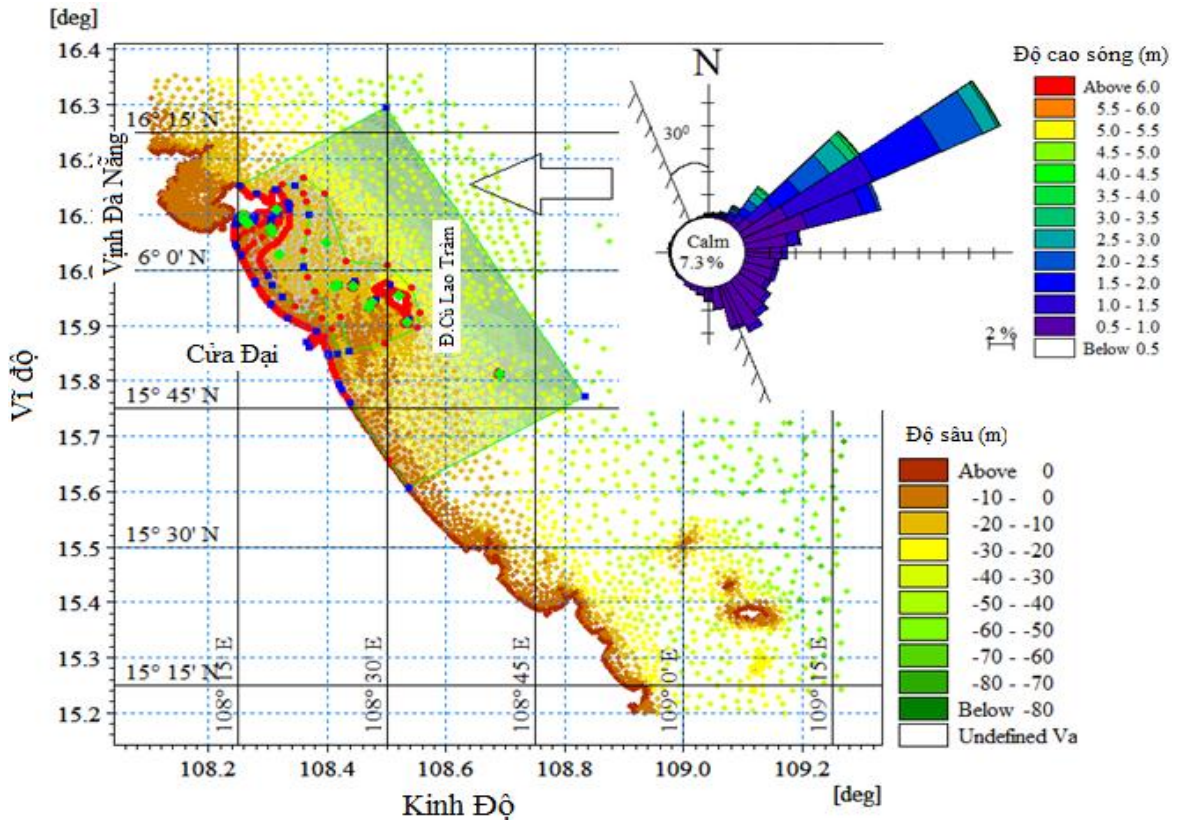 [deg]
16.4
16.3
16.2
16.1
16.0
15.9
15.8
15.7
15.6
15.5
15.4
15.3
15.2
Vĩ độ
16° 15' N
6° 0' N
15° 45' N
15° 30' N
15° 15' N
Vịnh Đà Nẵng
Cửa Đại
Đ.Cù Lao Tràm
108° 15' E
108° 30' E
108° 45' E
109° 0' E
109° 15' E
108.2
108.4
108.6
108.8
109.0
109.2
[deg]
Kinh Độ
N
30⁰
Calm
7.3 %
2 %
Độ cao sóng (m)
Above 6.0
5.5 - 6.0
5.0 - 5.5
4.5 - 5.0
4.0 - 4.5
3.5 - 4.0
3.0 - 3.5
2.5 - 3.0
2.0 - 2.5
1.5 - 2.0
1.0 - 1.5
0.5 - 1.0
Below 0.5
Độ sâu (m)
Above 0
-10 - 0
-20 - -10
-30 - -20
-40 - -30
-50 - -40
-60 - -50
-70 - -60
-80 - -70
Below -80
Undefined Va